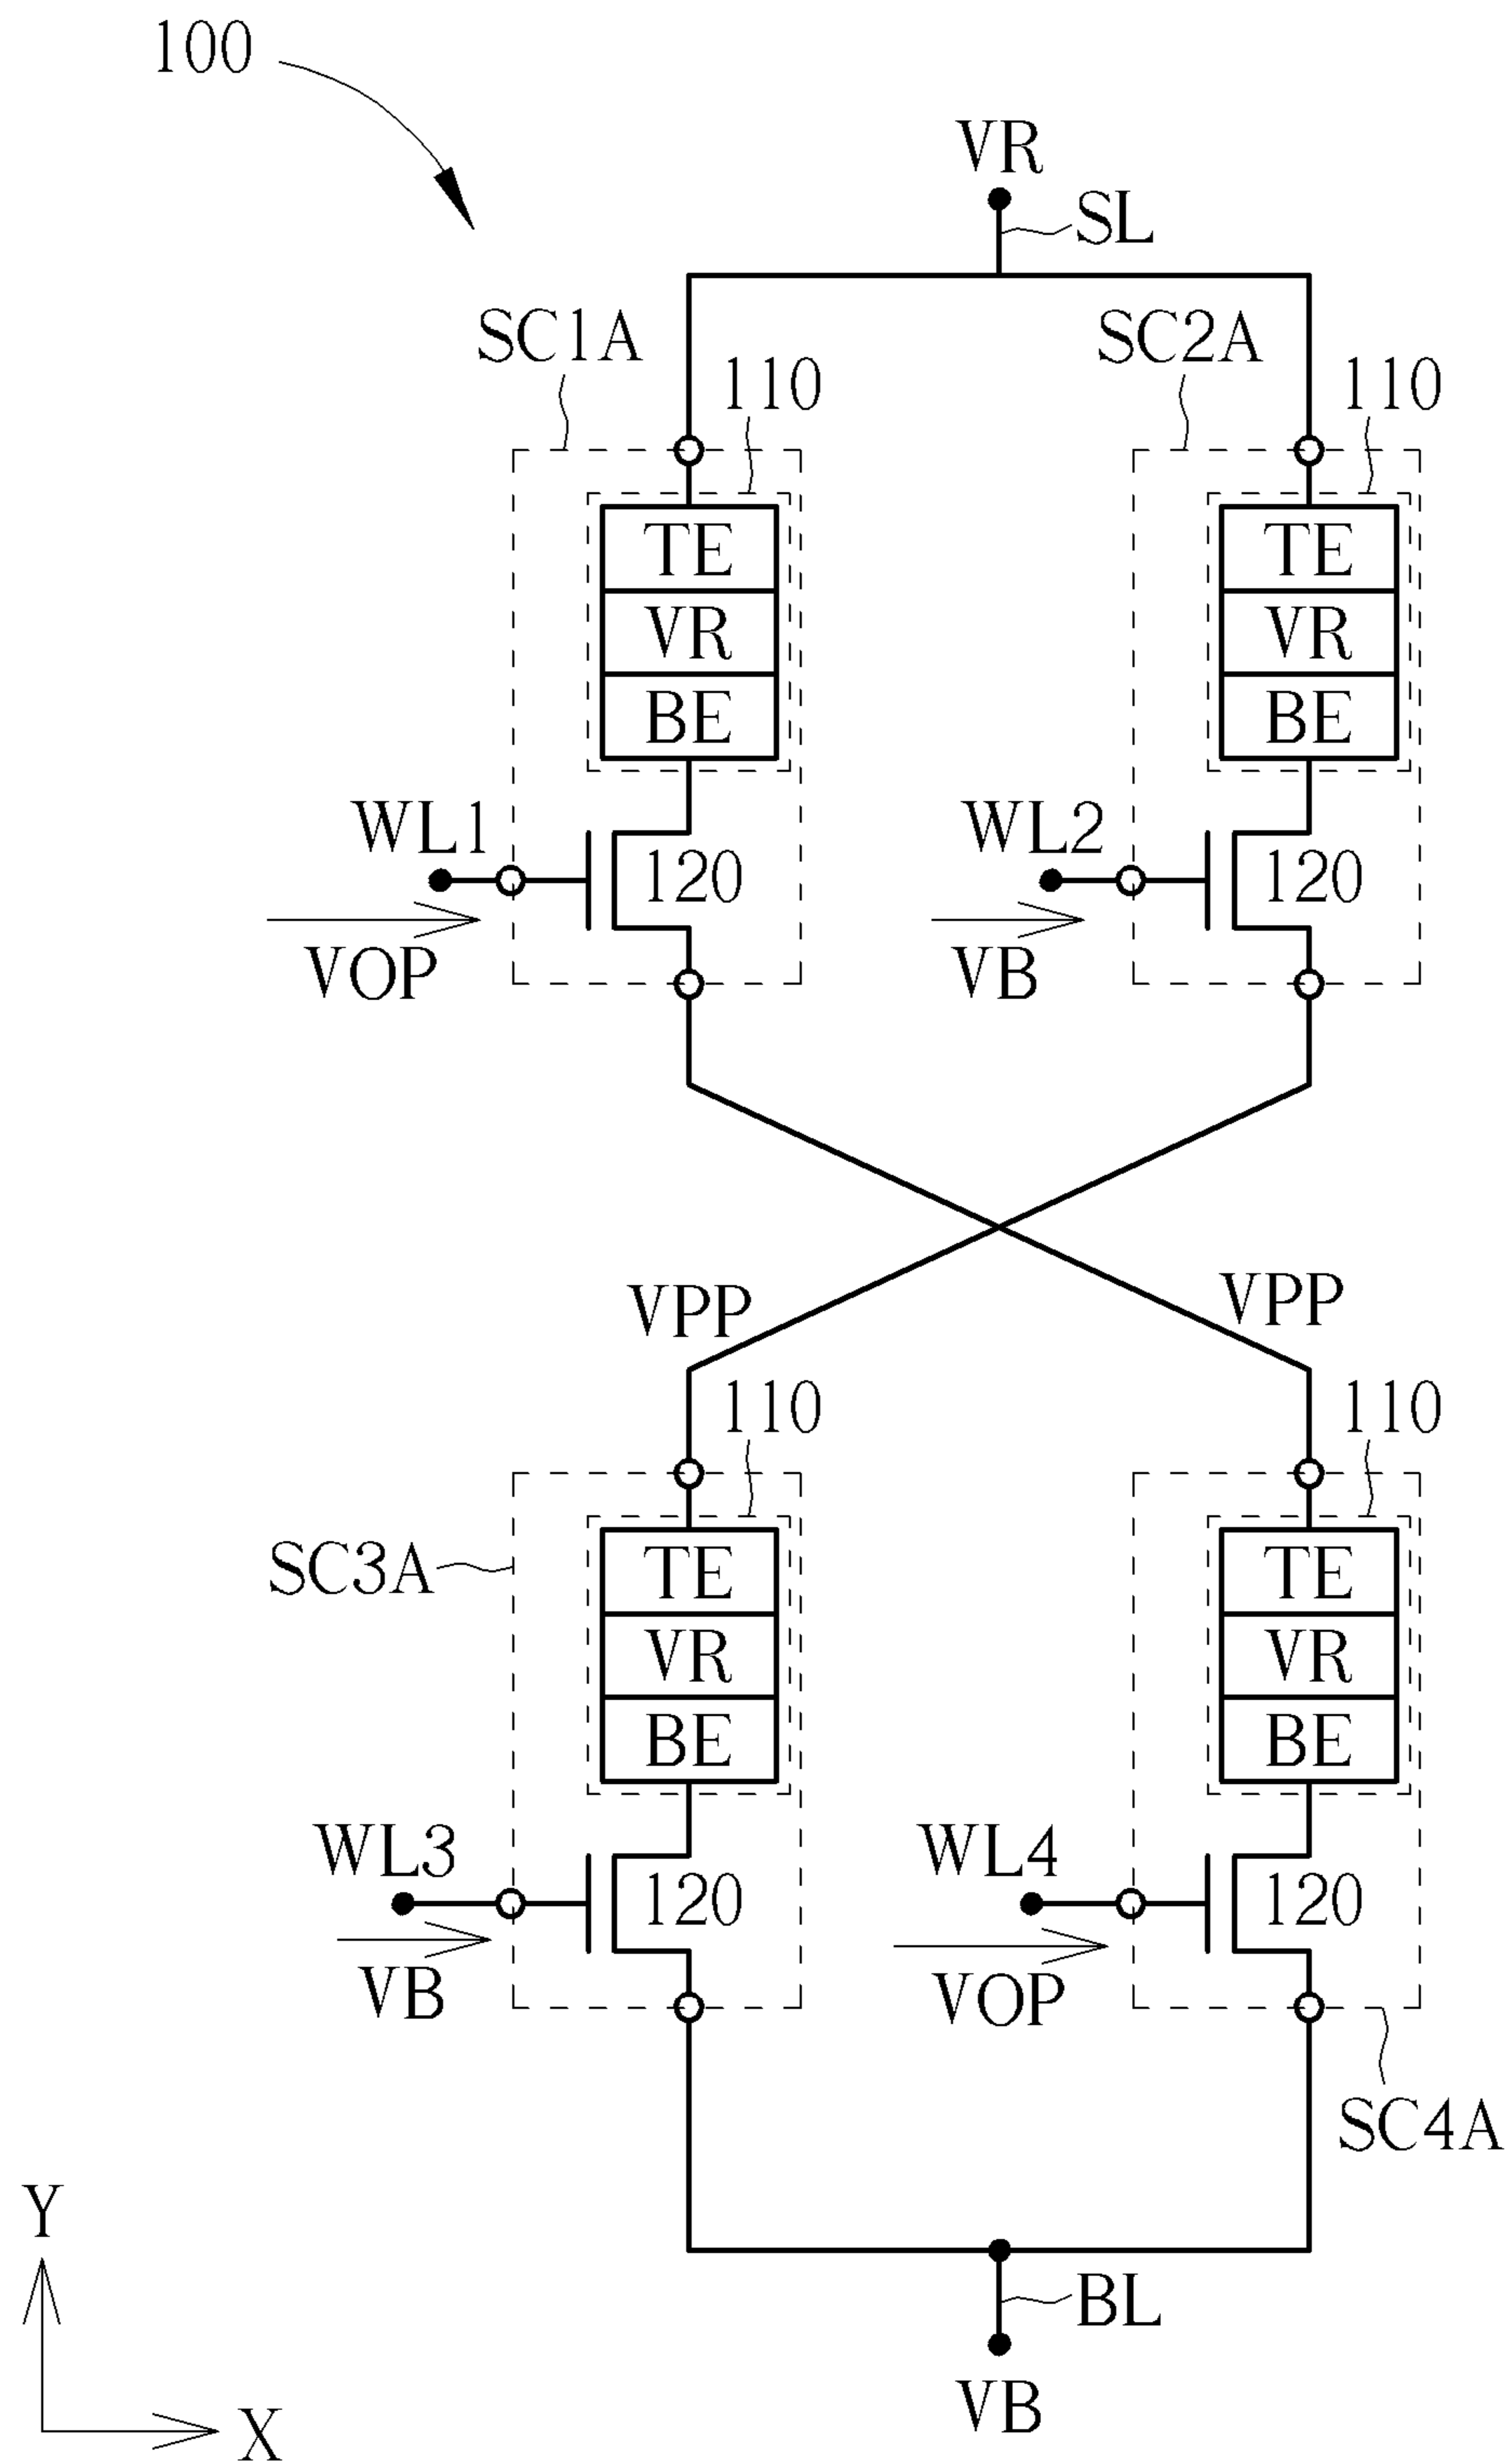 100
VR
SL
SC1A
SC2A
110
110
TE
TE
VR
VR
BE
BE
WL1
WL2
120
120
VOP
VB
VPP
VPP
110
110
SC3A
TE
TE
VR
VR
BE
BE
WL3
WL4
120
120
VB
VOP
SC4A
Y
BL
VB
X